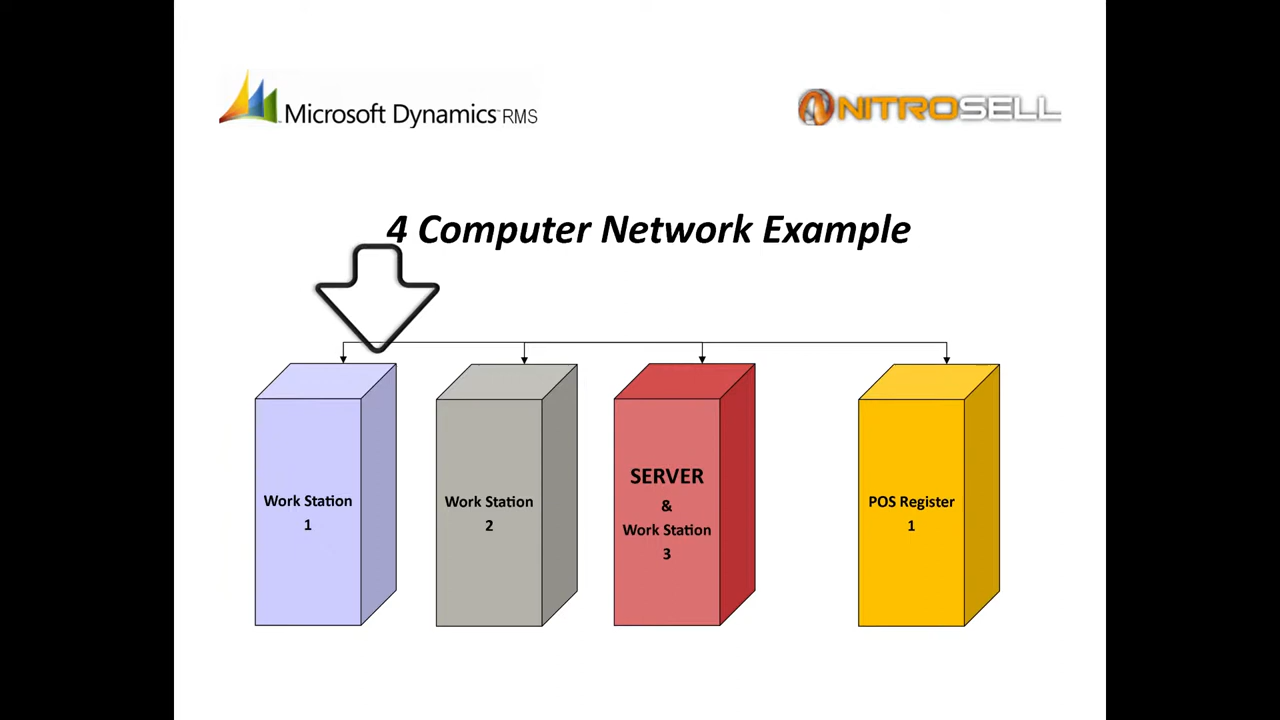 Microsoft Dynamics™ RMS
NITROSELL
4 Computer Network Example
Work Station
1
Work Station
2
SERVER
&
Work Station
3
POS Register
1